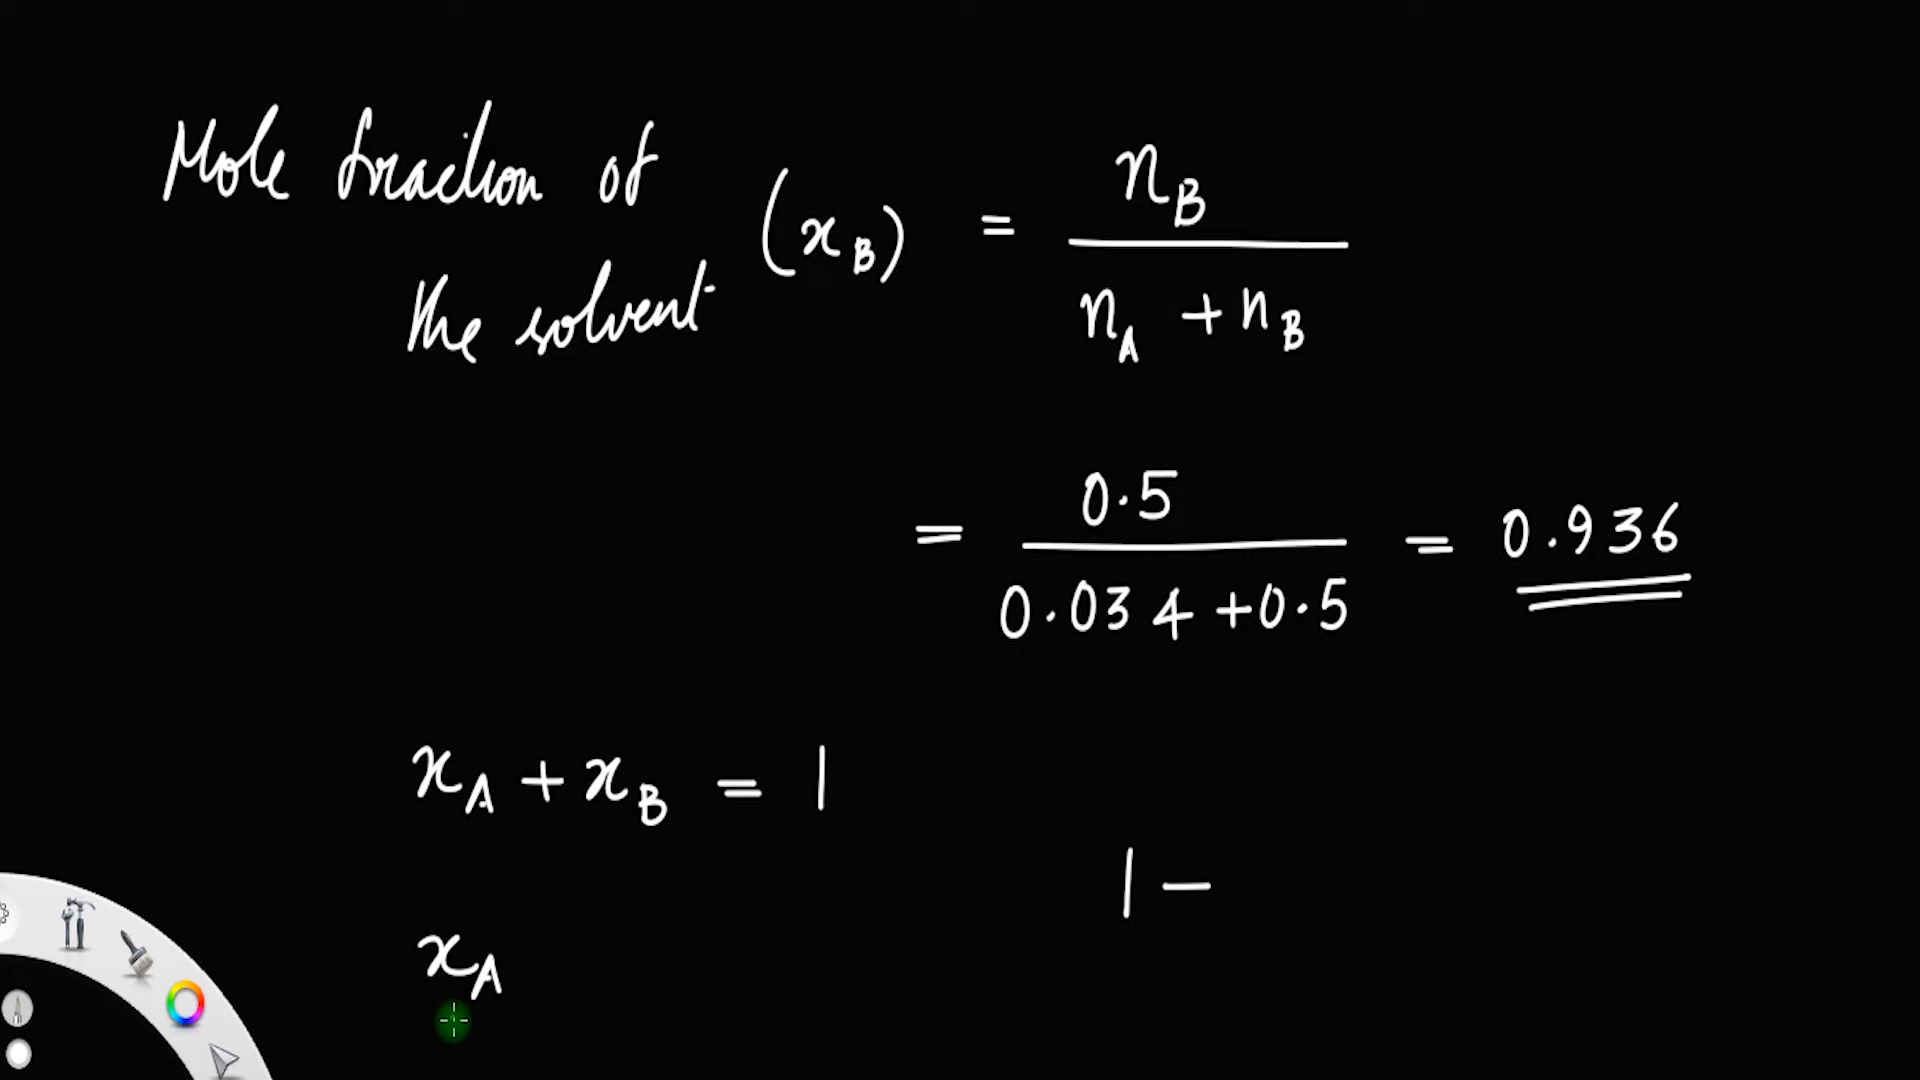 Mole fraction of
the solvent (x_B) = n_B / (n_A + n_B)
= 0.5 / (0.034 + 0.5) = 0.936
x_A + x_B = 1
1 −
x_A